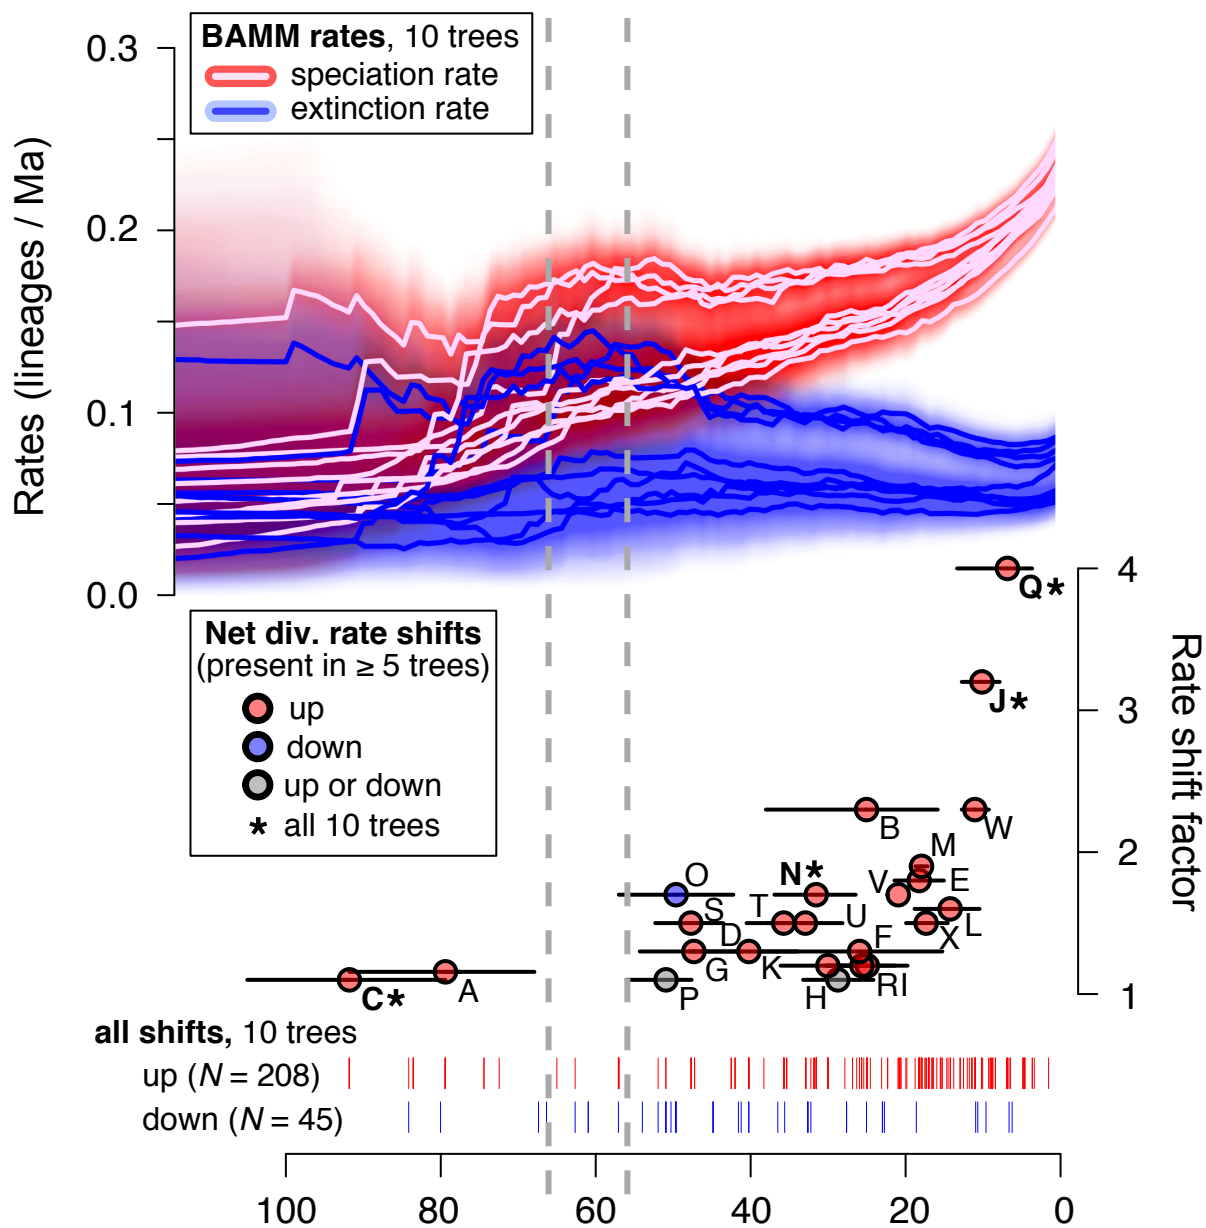 BAMM rates, 10 trees
speciation rate
extinction rate
0.3
0.2
0.1
0.0
Rates (lineages / Ma)
Net div. rate shifts
(present in ≥ 5 trees)
up
down
up or down
* all 10 trees
4
3
2
1
Rate shift factor
Q*
J*
B
W
M
O
N*
V
E
S
T
U
L
D
F
X
G
K
C*
A
P
H
RI
all shifts, 10 trees
up (N = 208)
down (N = 45)
100
80
60
40
20
0